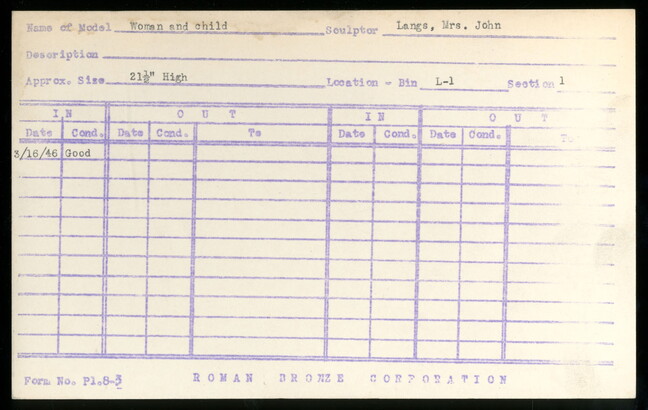 Name of Model Woman and child Sculptor Langs, Mrs. John
Description
Approx. Size 21½" High Location - Bin L-1 Section 1
IN OUT IN OUT
Date Cond. Date Cond. To Date Cond. Date Cond. To
3/16/46 Good
Form No. Pl.8-3 ROMAN BRONZE CORPORATION